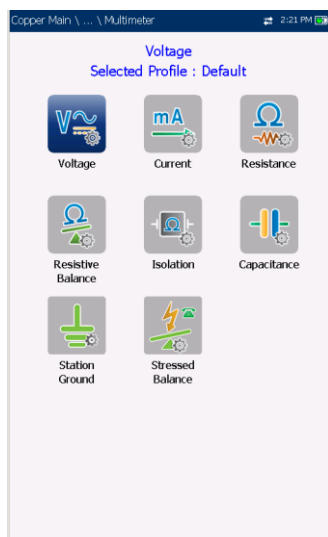 Copper Main \ ... \ Multimeter
2:21 PM
Voltage
Selected Profile : Default
V
mA
Ω
Voltage
Current
Resistance
Ω
Ω
Resistive
Balance
Isolation
Capacitance
Station
Ground
Stressed
Balance